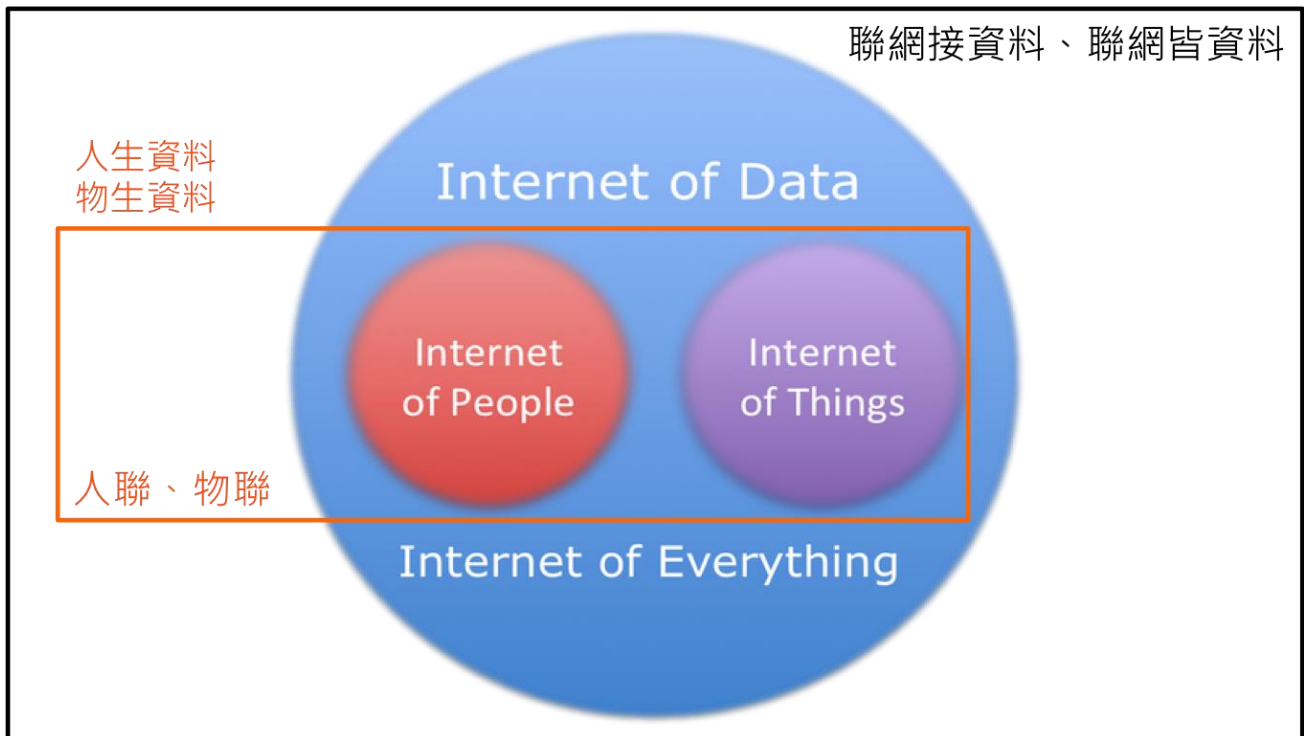 聯網接資料、聯網皆資料
人生資料
物生資料
Internet of Data
Internet
of People
Internet
of Things
人聯、物聯
Internet of Everything